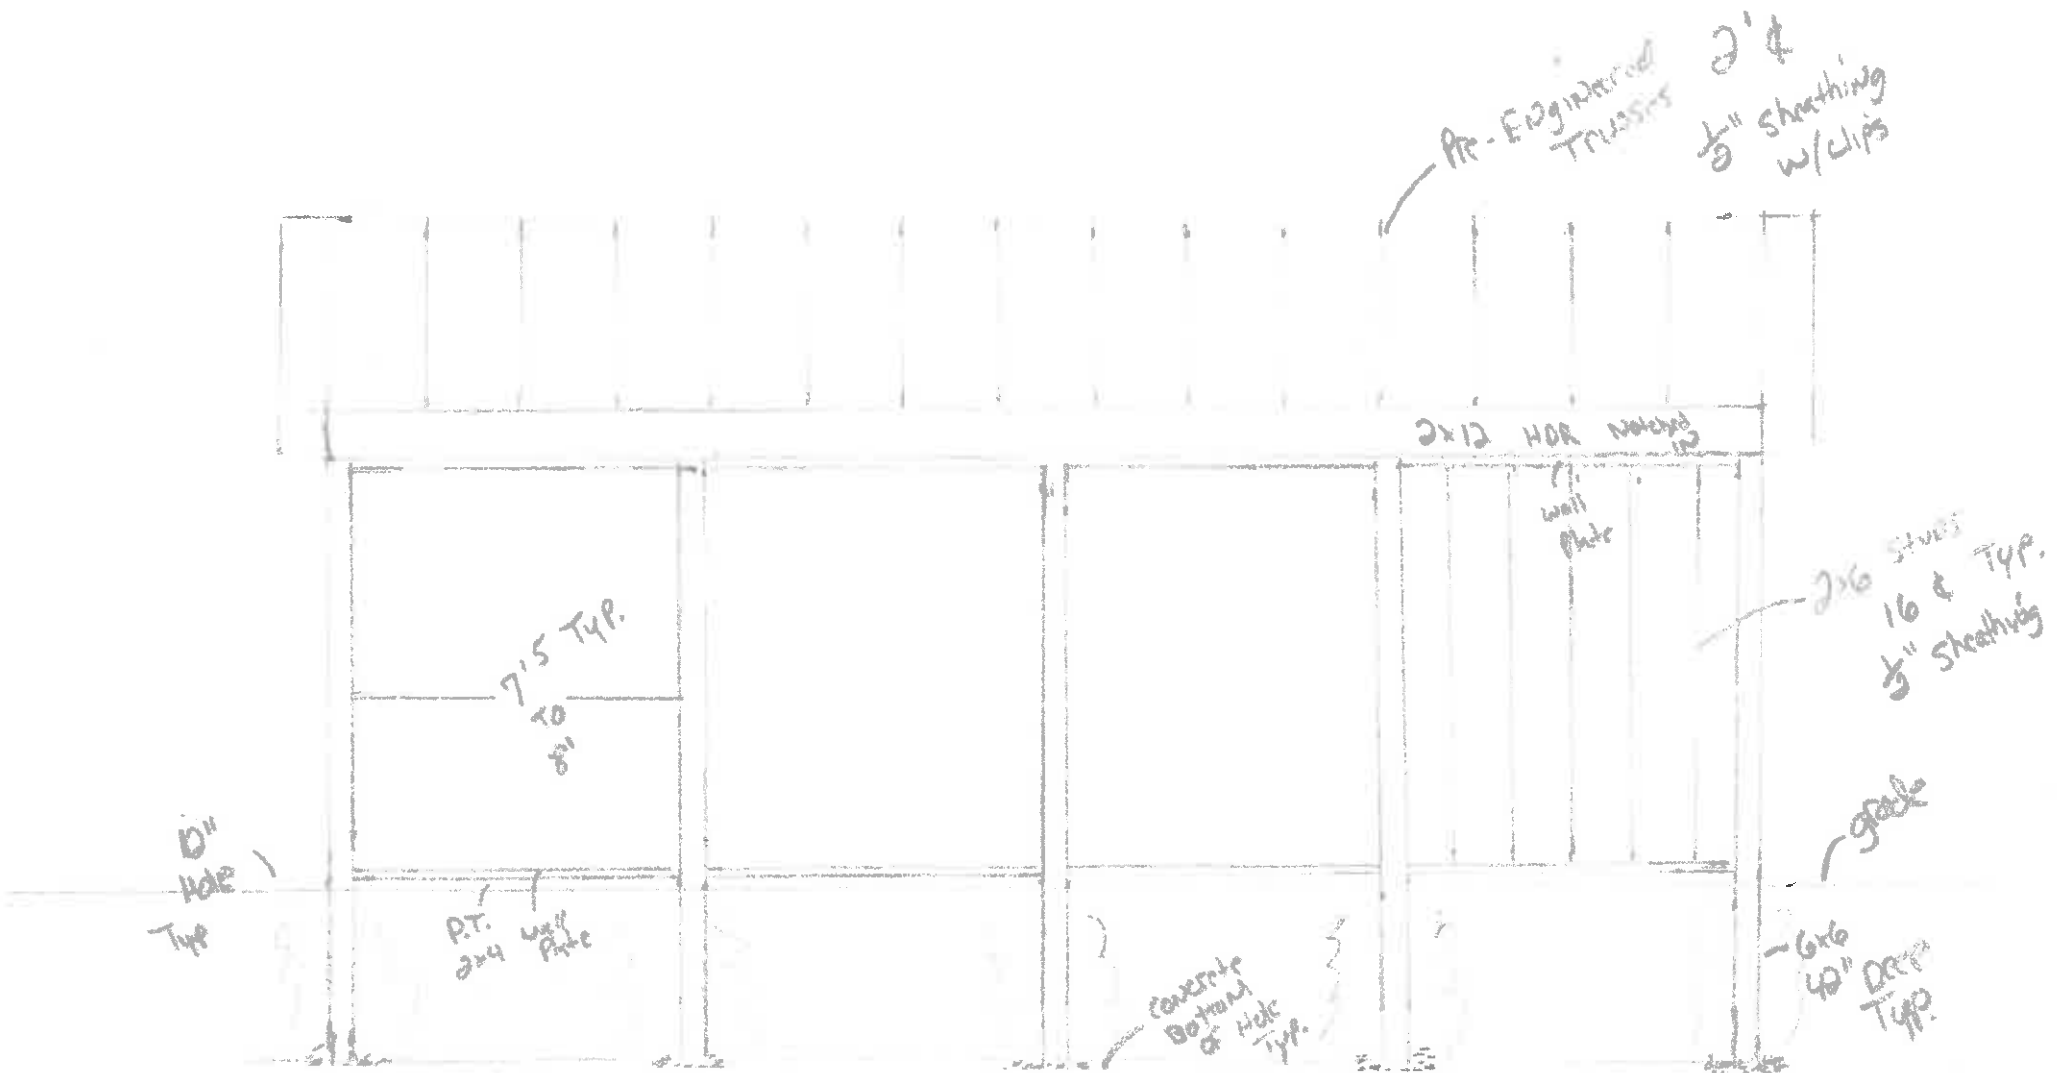 Pre-Engineered
Trusses
2' ¢
1/2" sheathing
w/clips
2x12 HDR Notched
IN
wall
Plate
2x6 studs
16 ¢ Typ.
1/2" sheathing
7'5 Typ.
TO
8"
10"
Hole
Typ
P.T.
2x4
wall
Plate
concrete
Bottom
of Hole
Typ.
grade
6x6
42" Deep
Typ.